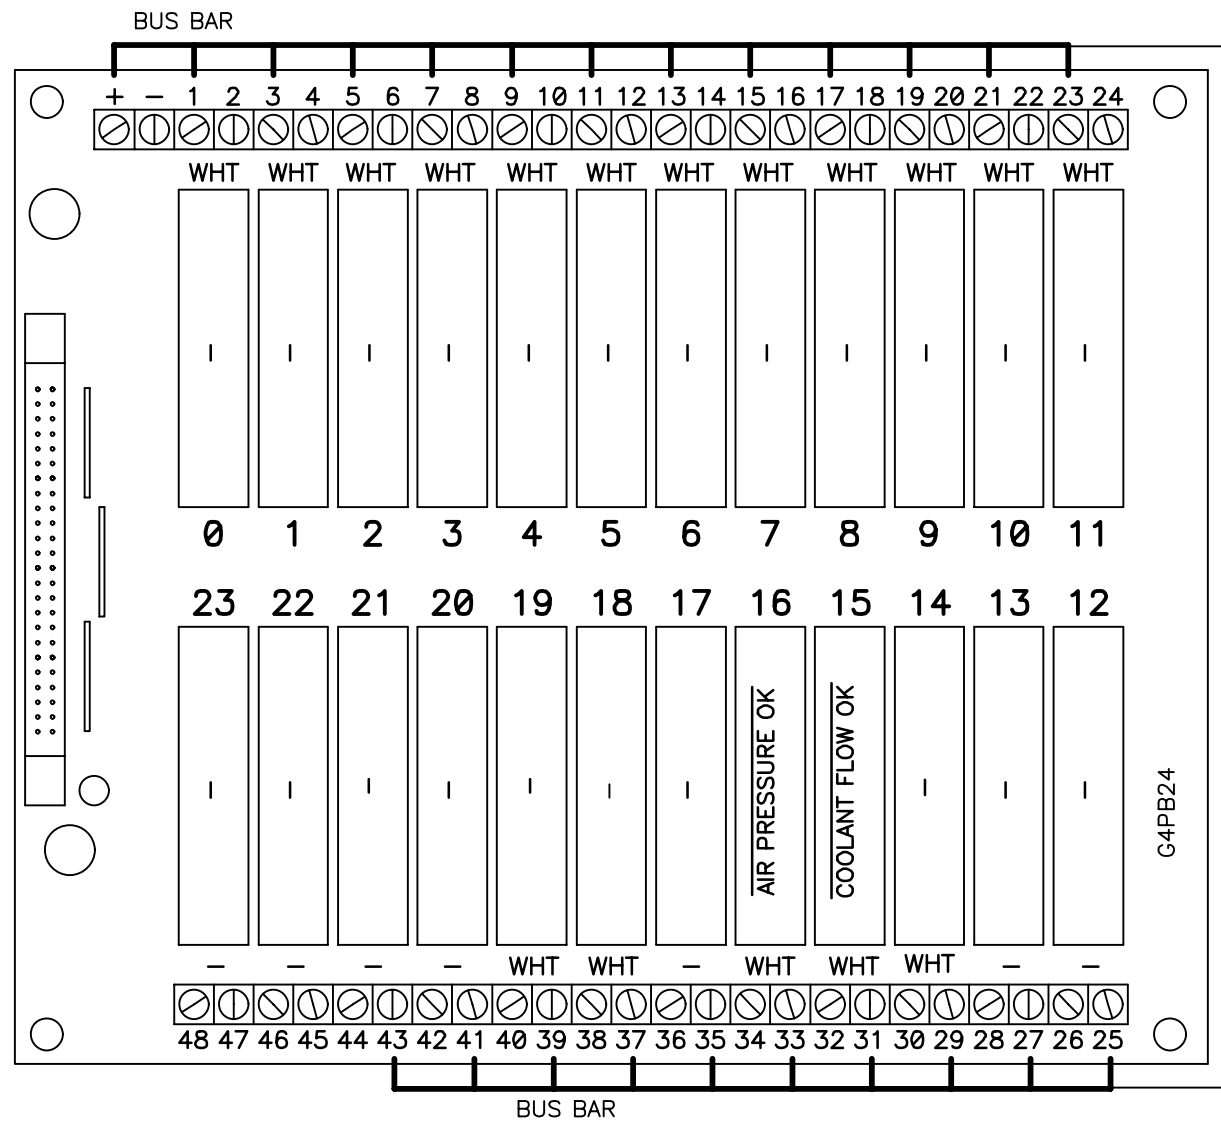 BUS BAR
+ – 1 2 3 4 5 6 7 8 9 10 11 12 13 14 15 16 17 18 19 20 21 22 23 24
WHT WHT WHT WHT WHT WHT WHT WHT WHT WHT WHT WHT
– – – – – – – – – – – –
0 1 2 3 4 5 6 7 8 9 10 11
23 22 21 20 19 18 17 16 15 14 13 12
– – – – – – –
AIR PRESSURE OK
COOLANT FLOW OK
– – –
G4PB24
– – – – WHT WHT – WHT WHT WHT – –
48 47 46 45 44 43 42 41 40 39 38 37 36 35 34 33 32 31 30 29 28 27 26 25
BUS BAR